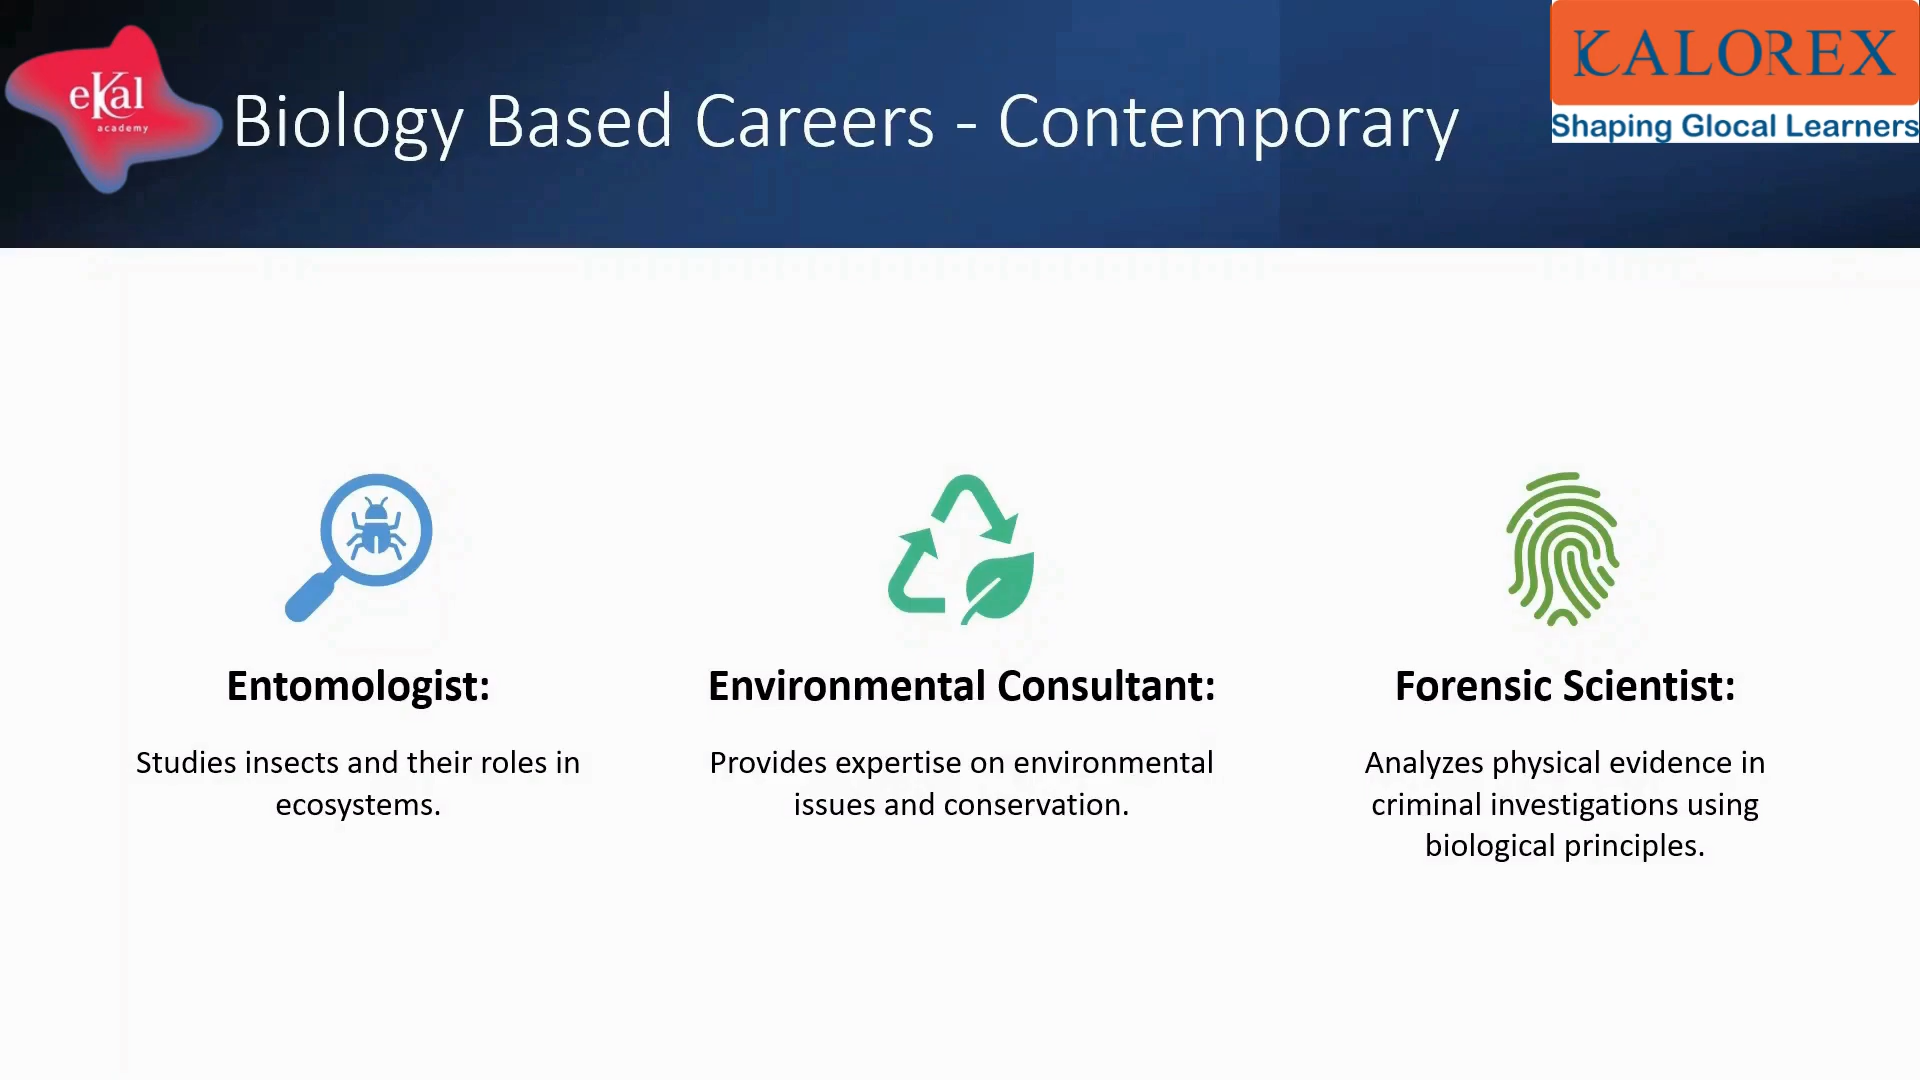 eKal
academy
Biology Based Careers - Contemporary
KALOREX
Shaping Glocal Learners
Entomologist:
Studies insects and their roles in
ecosystems.
Environmental Consultant:
Provides expertise on environmental
issues and conservation.
Forensic Scientist:
Analyzes physical evidence in
criminal investigations using
biological principles.